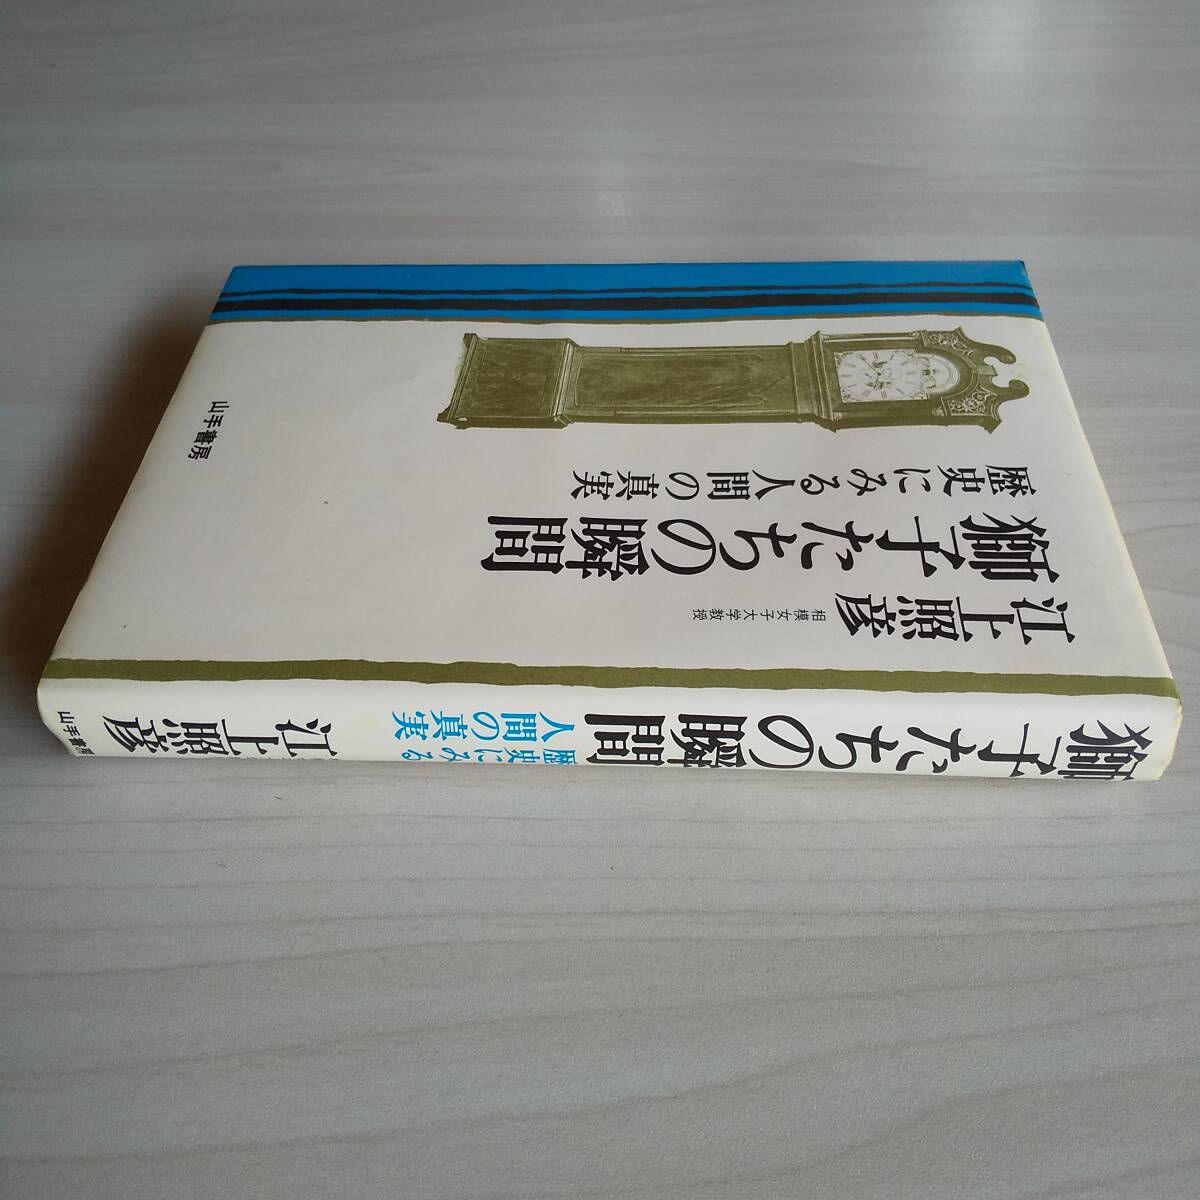 江上照彦
相模女子大学教授
獅子たちの瞬間
歴史にみる人間の真実
山手書房
獅子たちの瞬間
歴史にみる
人間の真実
江上照彦
山手書房